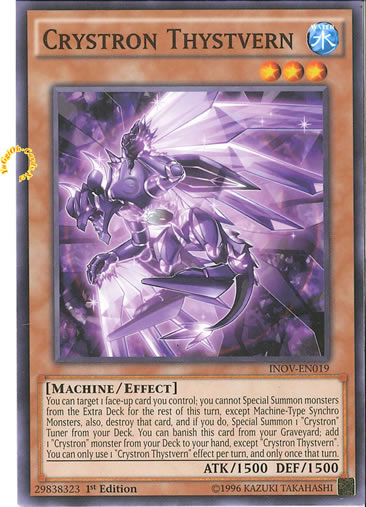 CRYSTRON THYSTVERN
WATER
水
INOV-EN019
[MACHINE/EFFECT]
You can target 1 face-up card you control; you cannot Special Summon monsters
from the Extra Deck for the rest of this turn, except Machine-Type Synchro
Monsters, also, destroy that card, and if you do, Special Summon 1 "Crystron"
Tuner from your Deck. You can banish this card from your Graveyard; add
1 "Crystron" monster from your Deck to your hand, except "Crystron Thystvern".
You can only use 1 "Crystron Thystvern" effect per turn, and only once that turn.
ATK/1500 DEF/1500
29838323 1st Edition ©1996 KAZUKI TAKAHASHI